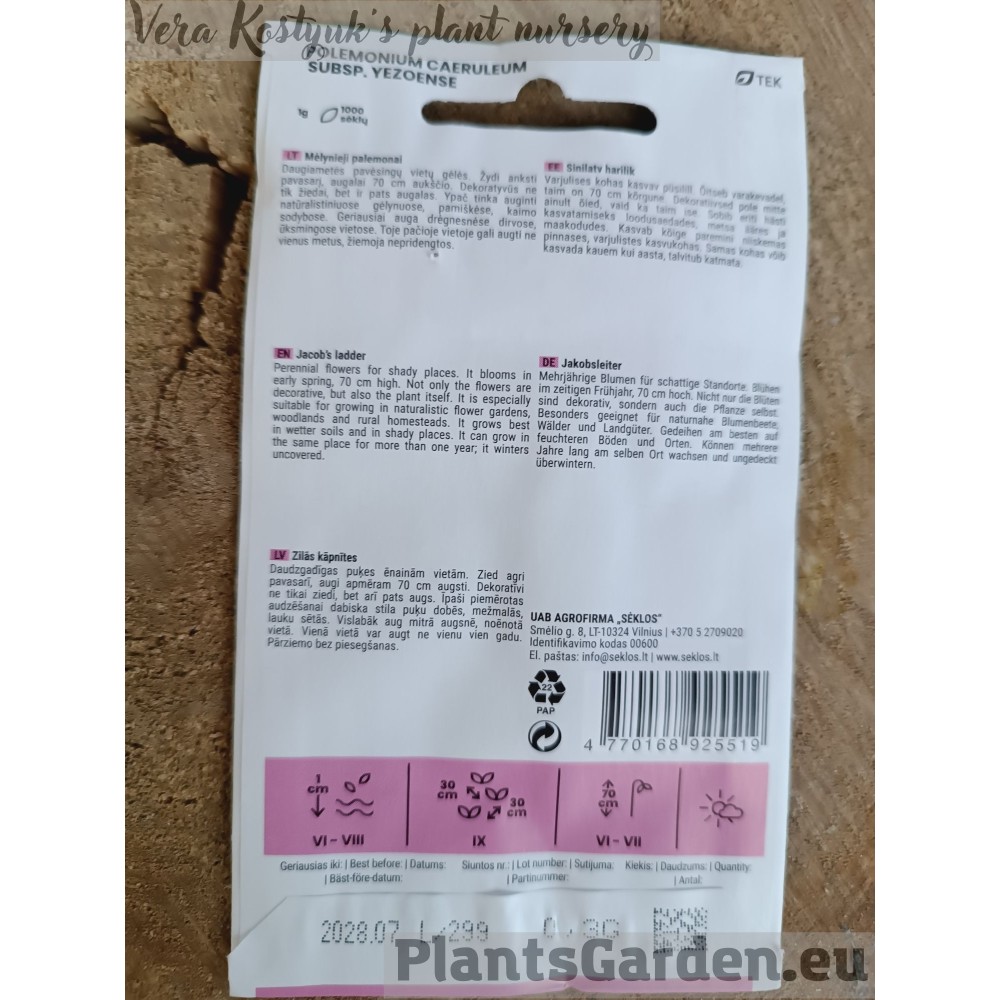 Vera Kostyuk's plant nursery
POLEMONIUM CAERULEUM
SUBSP. YEZOENSE
TEK
1g
1000
sėklų
LT Mėlynieji palemonai
Daugiametės pavėsingų vietų gėlės. Žydi anksti
pavasarį, augalai 70 cm aukščio. Dekoratyvūs ne
tik žiedai, bet ir pats augalas. Ypač tinka auginti
natūralistiniuose gėlynuose, pamiškėse, kaimo
sodybose. Geriausiai auga drėgnesnėse dirvose,
ūksmingose vietose. Toje pačioje vietoje gali augti ne
vienus metus, žiemoja nepridengtos.
EE Sinilatv harilik
Varjulises kohas kasvav püsilill. Õitseb varakevadel,
taim on 70 cm kõrgune. Dekoratiivsed pole mitte
ainult õied, vaid ka taim ise. Sobib eriti hästi
kasvatamiseks loodusaedades, metsa ääres ja
maakodudes. Kasvab kõige paremini niiskemas
pinnases, varjulistes kasvukohas. Samas kohas võib
kasvada kauem kui aasta, talvitub katmata.
EN Jacob's ladder
Perennial flowers for shady places. It blooms in
early spring, 70 cm high. Not only the flowers are
decorative, but also the plant itself. It is especially
suitable for growing in naturalistic flower gardens,
woodlands and rural homesteads. It grows best
in wetter soils and in shady places. It can grow in
the same place for more than one year; it winters
uncovered.
DE Jakobsleiter
Mehrjährige Blumen für schattige Standorte. Blühen
im zeitigen Frühjahr, 70 cm hoch. Nicht nur die Blüten
sind dekorativ, sondern auch die Pflanze selbst.
Besonders geeignet für naturnahe Blumenbeete,
Wälder und Landgüter. Gedeihen am besten auf
feuchteren Böden und Orten. Können mehrere
Jahre lang am selben Ort wachsen und ungedeckt
überwintern.
LV Zilās kāpnītes
Daudzgadīgas puķes ēnainām vietām. Zied agri
pavasarī, augi apmēram 70 cm augsti. Dekoratīvi
ne tikai ziedi, bet arī pats augs. Īpaši piemērotas
audzēšanai dabiska stila puķu dobēs, mežmalās,
lauku sētās. Vislabāk aug mitrā augsnē, noēnotā
vietā. Vienā vietā var augt ne vienu vien gadu.
Pārziemo bez piesegšanas.
UAB AGROFIRMA „SĖKLOS"
Smėlio g. 8, LT-10324 Vilnius | +370 5 2709020
Identifikavimo kodas 00600
El. paštas: info@seklos.lt | www.seklos.lt
22
PAP
4 770168 925519
1
cm
VI - VIII
30
cm
30
cm
IX
70
cm
VI - VII
Geriausias iki: | Best before: | Datums:
| Bäst-före-datum:
Siuntos nr.: | Lot number: | Sutijuma:
| Partinummer:
Kiekis: | Daudzums: | Quantity:
| Antal:
2028.07
PlantsGarden.eu